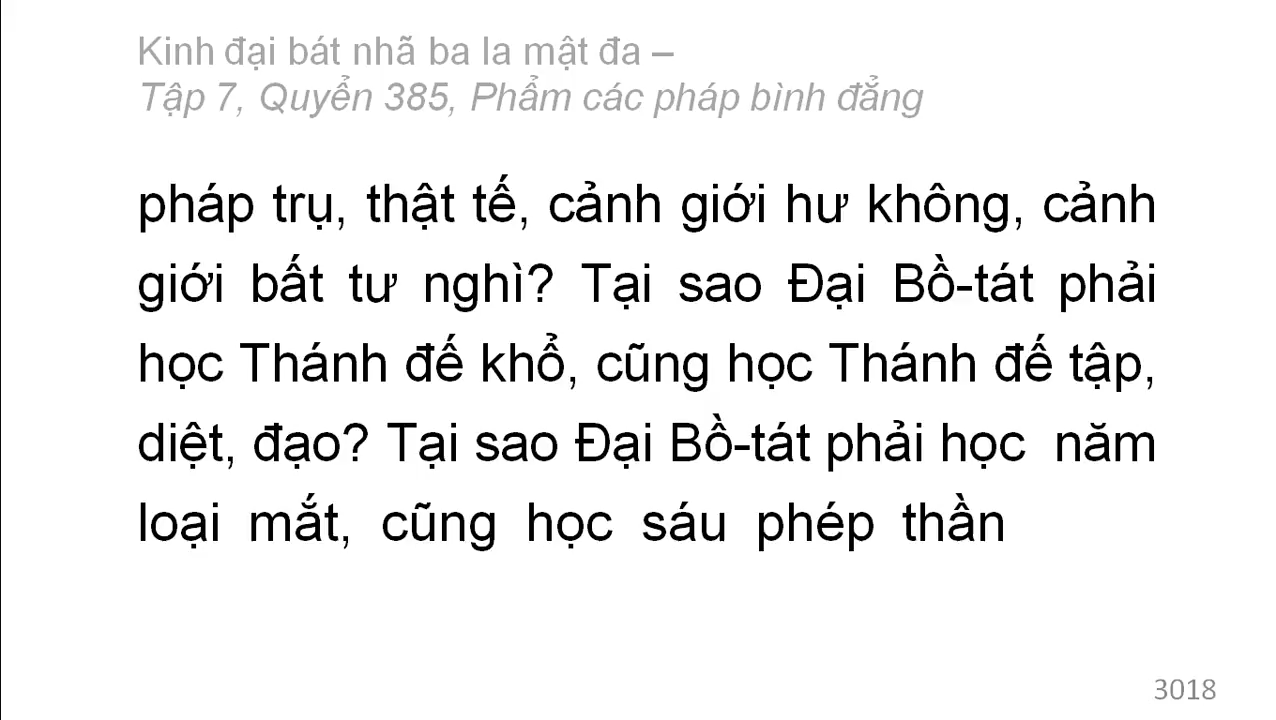 Kinh đại bát nhã ba la mật đa –
Tập 7, Quyển 385, Phẩm các pháp bình đẳng
pháp trụ, thật tế, cảnh giới hư không, cảnh
giới bất tư nghì? Tại sao Đại Bồ-tát phải
học Thánh đế khổ, cũng học Thánh đế tập,
diệt, đạo? Tại sao Đại Bồ-tát phải học năm
loại mắt, cũng học sáu phép thần
3018